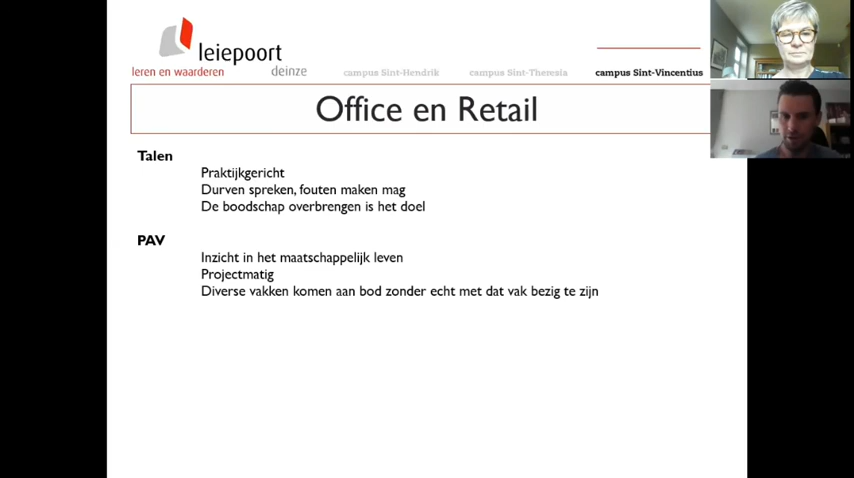 leiepoort
leren en waarderen deinze campus Sint-Hendrik campus Sint-Theresia campus Sint-Vincentius
Office en Retail
Talen
Praktijkgericht
Durven spreken, fouten maken mag
De boodschap overbrengen is het doel
PAV
Inzicht in het maatschappelijk leven
Projectmatig
Diverse vakken komen aan bod zonder echt met dat vak bezig te zijn